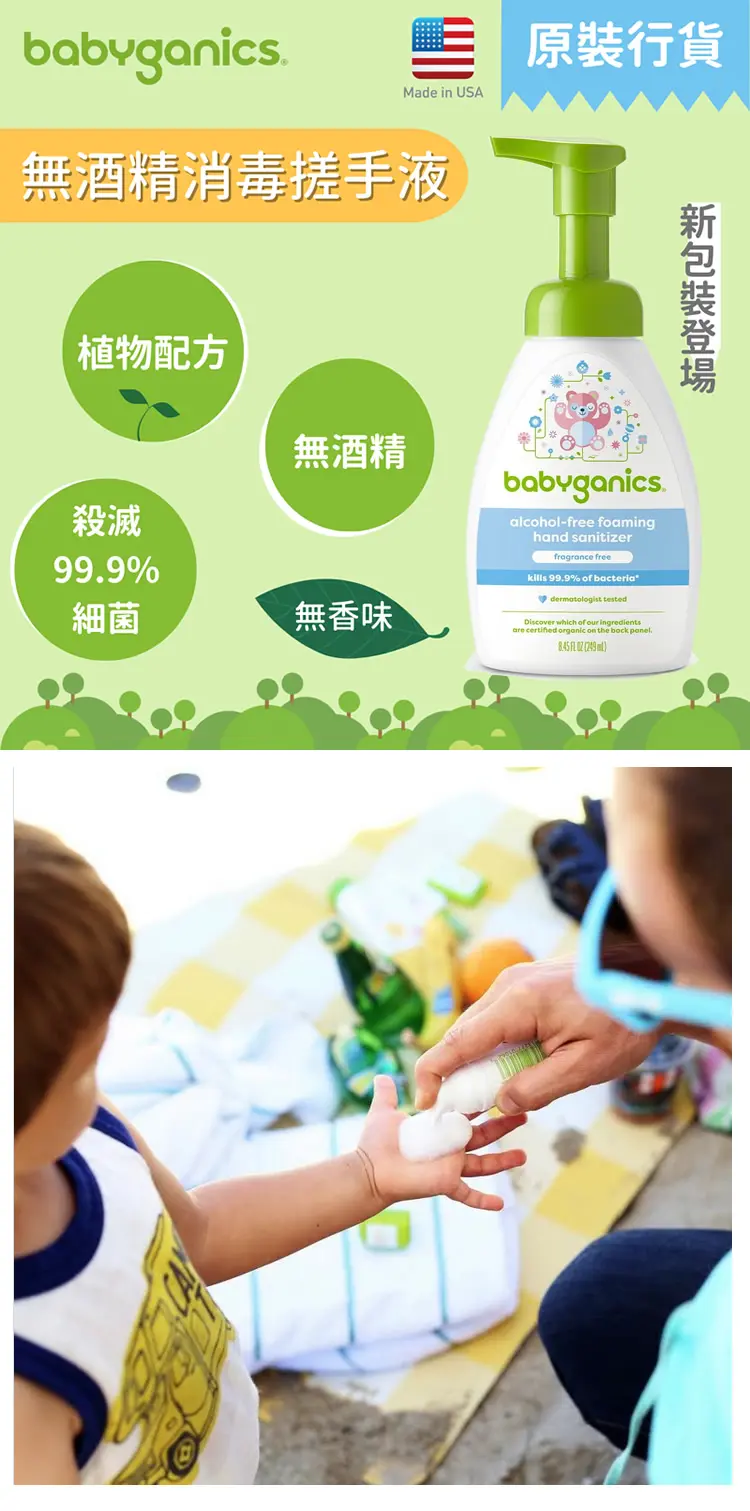 babyganics®
Made in USA
原裝行貨
無酒精消毒搓手液
新包裝登場
植物配方
無酒精
殺滅
99.9%
細菌
無香味
babyganics®
alcohol-free foaming
hand sanitizer
fragrance free
kills 99.9% of bacteria*
dermatologist tested
Discover which of our ingredients
are certified organic on the back panel.
8.45 FL OZ (249 mL)